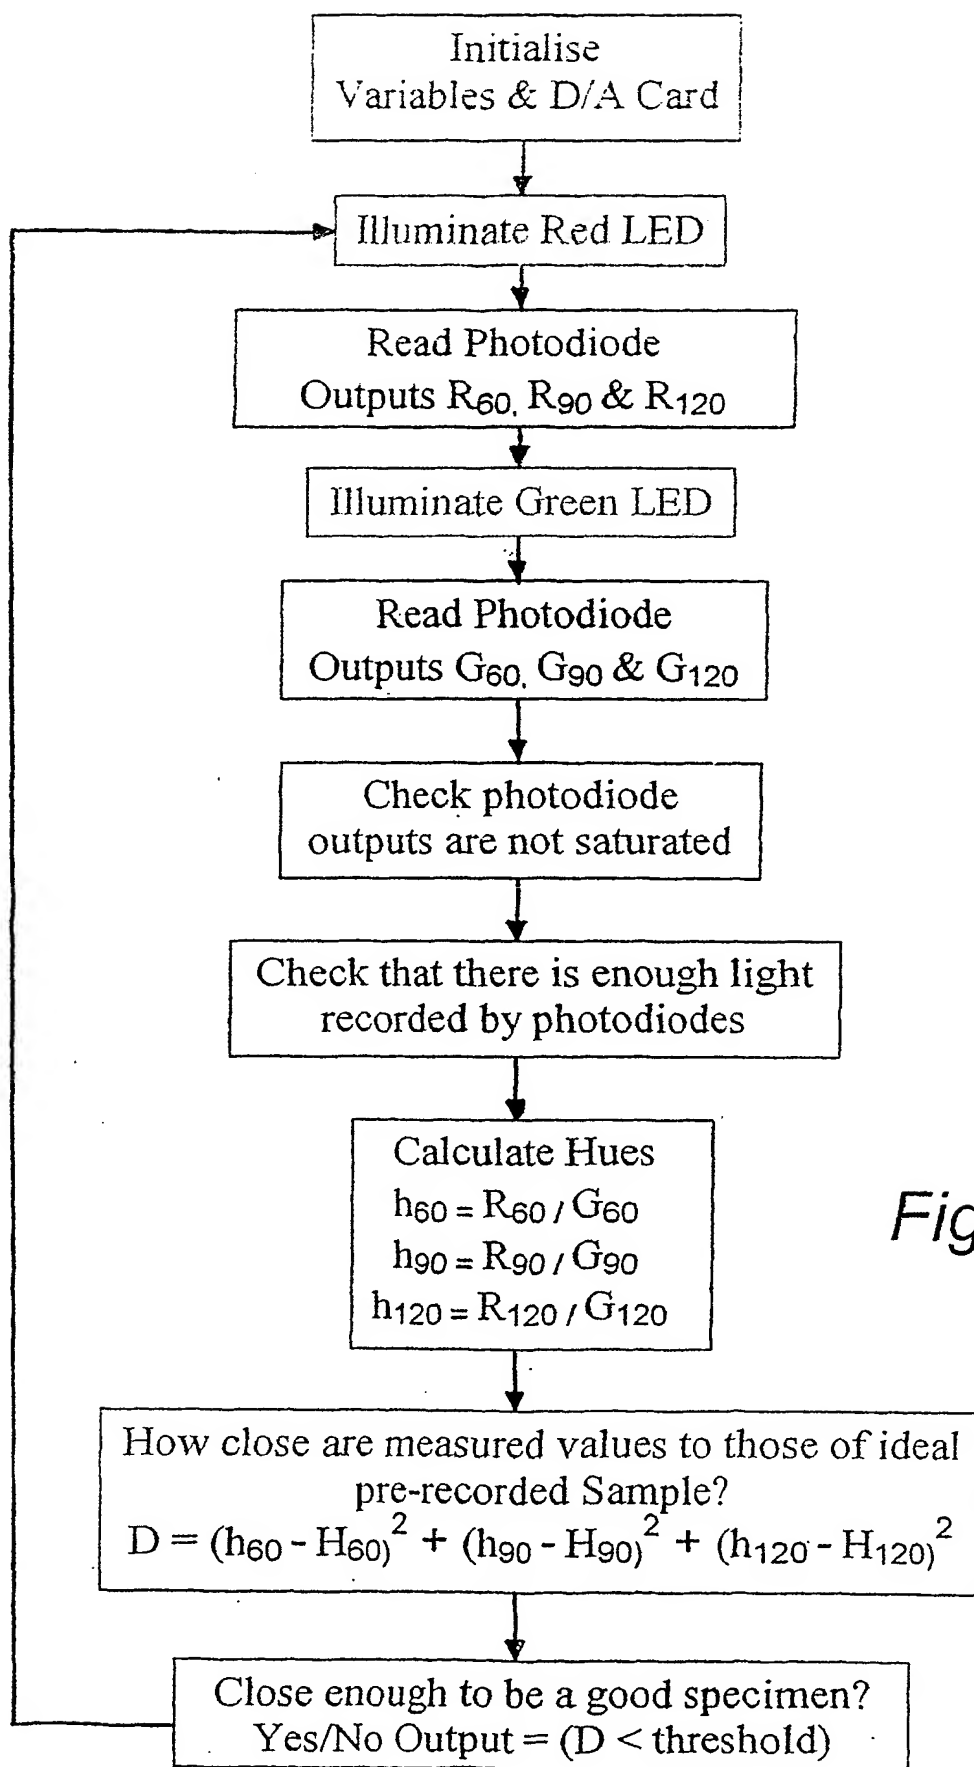 Initialise
Variables & D/A Card
Illuminate Red LED
Read Photodiode
Outputs R60, R90 & R120
Illuminate Green LED
Read Photodiode
Outputs G60, G90 & G120
Check photodiode
outputs are not saturated
Check that there is enough light
recorded by photodiodes
Calculate Hues
h60 = R60 / G60
h90 = R90 / G90
h120 = R120 / G120
Fig
How close are measured values to those of ideal
pre-recorded Sample?
D = (h60 - H60)² + (h90 - H90)² + (h120 - H120)²
Close enough to be a good specimen?
Yes/No Output = (D < threshold)